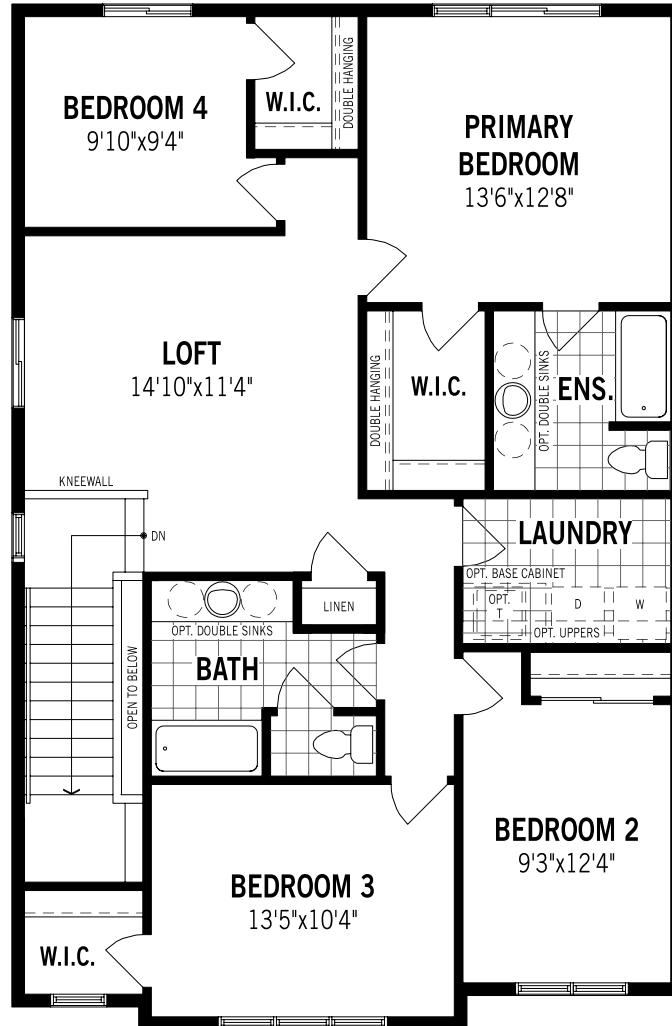 BEDROOM 4
9'10"x9'4"
W.I.C.
DOUBLE HANGING
PRIMARY
BEDROOM
13'6"x12'8"
LOFT
14'10"x11'4"
DOUBLE HANGING
W.I.C.
OPT. DOUBLE SINKS
ENS.
KNEEWALL
DN
LAUNDRY
OPT. BASE CABINET
OPT.
T
D
W
OPT. UPPERS
LINEN
OPT. DOUBLE SINKS
BATH
OPEN TO BELOW
BEDROOM 2
9'3"x12'4"
BEDROOM 3
13'5"x10'4"
W.I.C.